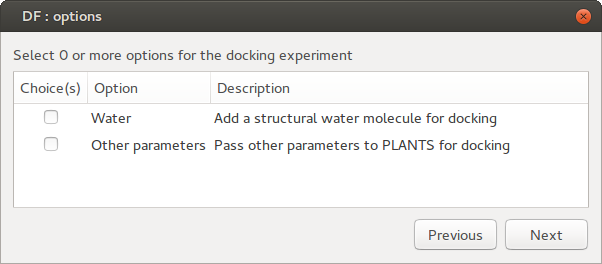 DF : options
Select 0 or more options for the docking experiment
Choice(s) Option Description
Water Add a structural water molecule for docking
Other parameters Pass other parameters to PLANTS for docking
Previous Next